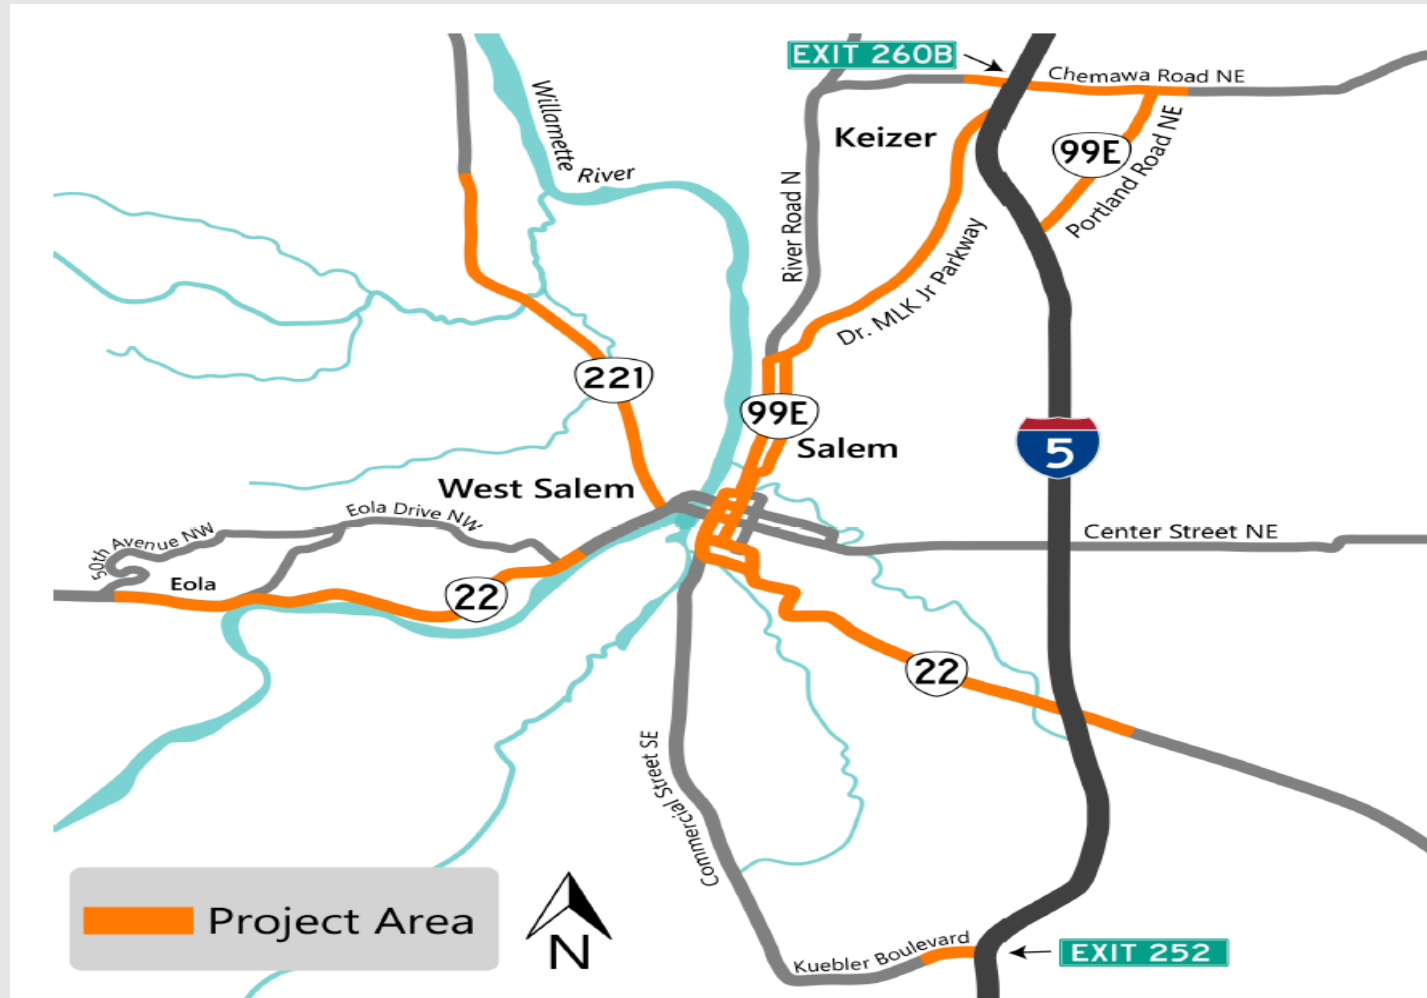 EXIT 260B
Chemawa Road NE
Willamette
River
Keizer
99E
Portland Road NE
River Road N
Dr. MLK Jr Parkway
221
99E
Salem
5
West Salem
Eola Drive NW
50th Avenue NW
Eola
22
Center Street NE
22
Commercial Street SE
Project Area
N
Kuebler Boulevard
EXIT 252